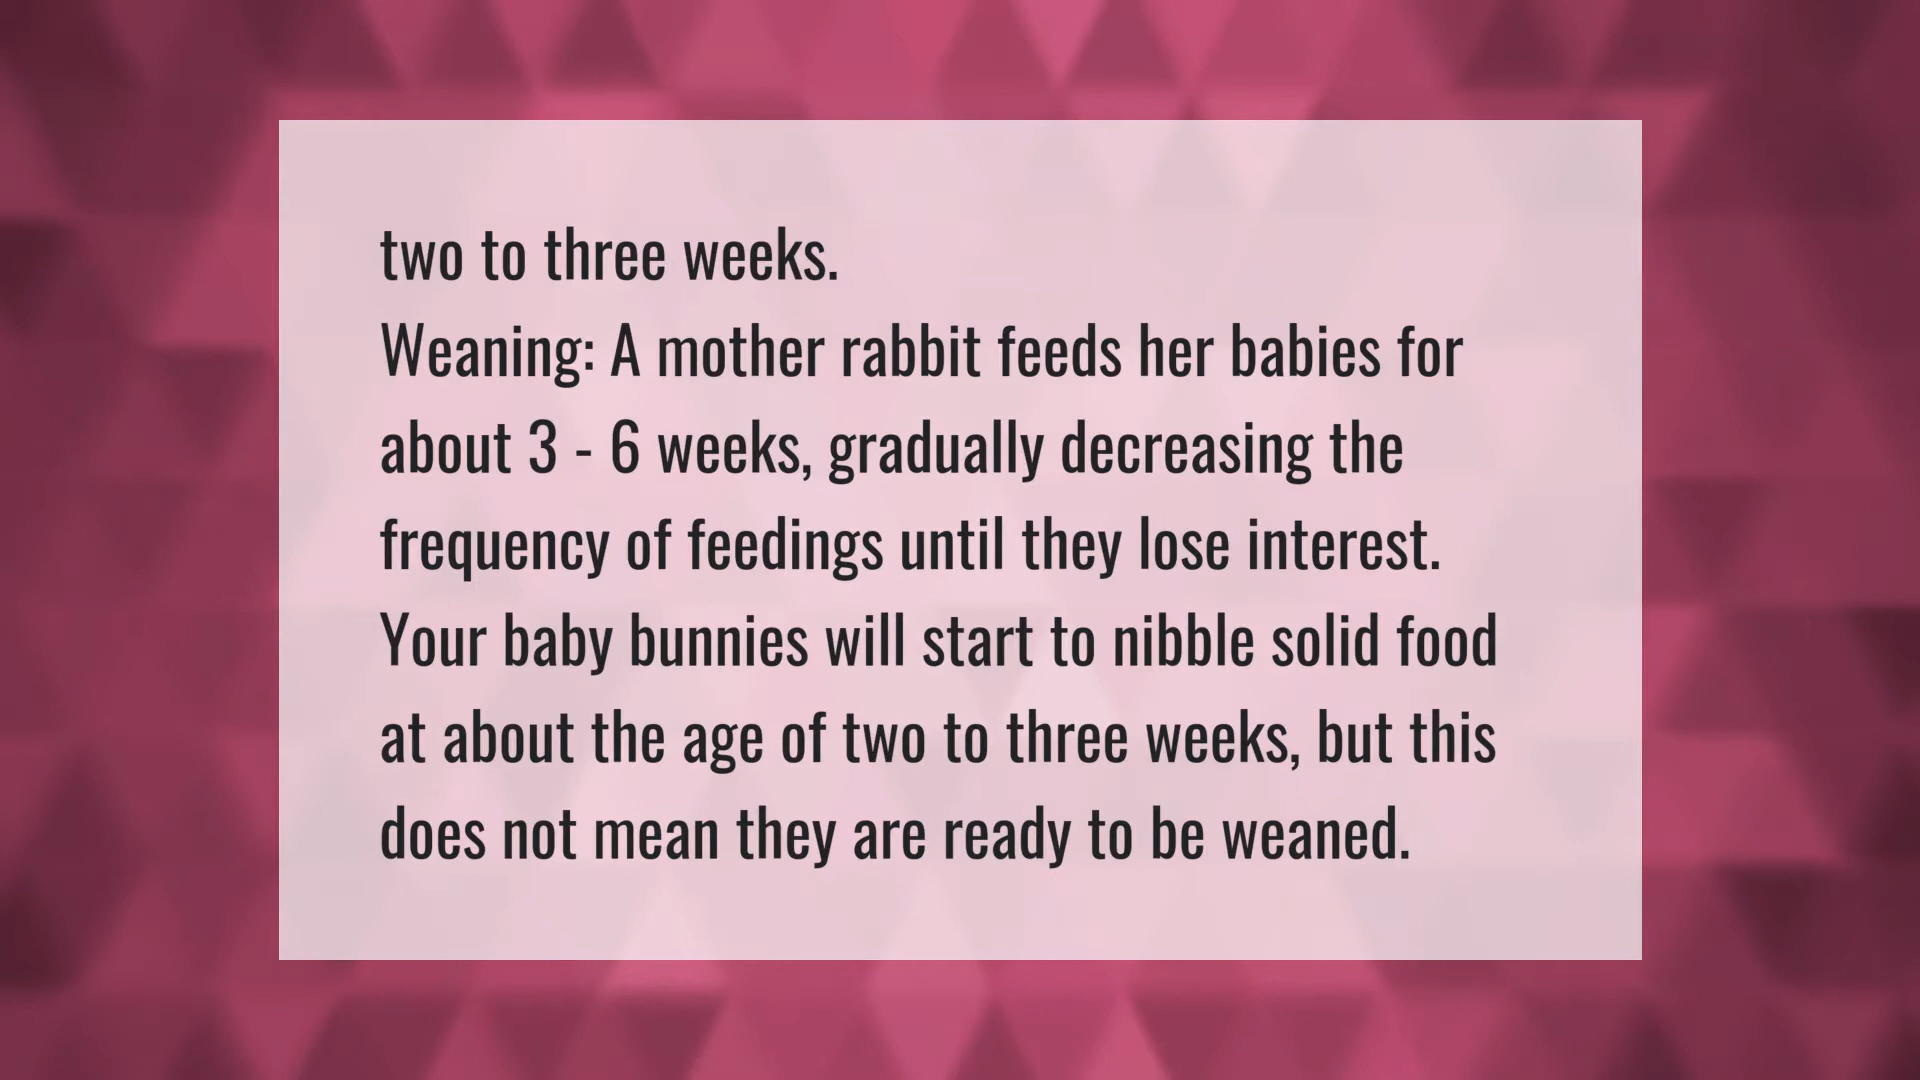 two to three weeks.
Weaning: A mother rabbit feeds her babies for
about 3 - 6 weeks, gradually decreasing the
frequency of feedings until they lose interest.
Your baby bunnies will start to nibble solid food
at about the age of two to three weeks, but this
does not mean they are ready to be weaned.